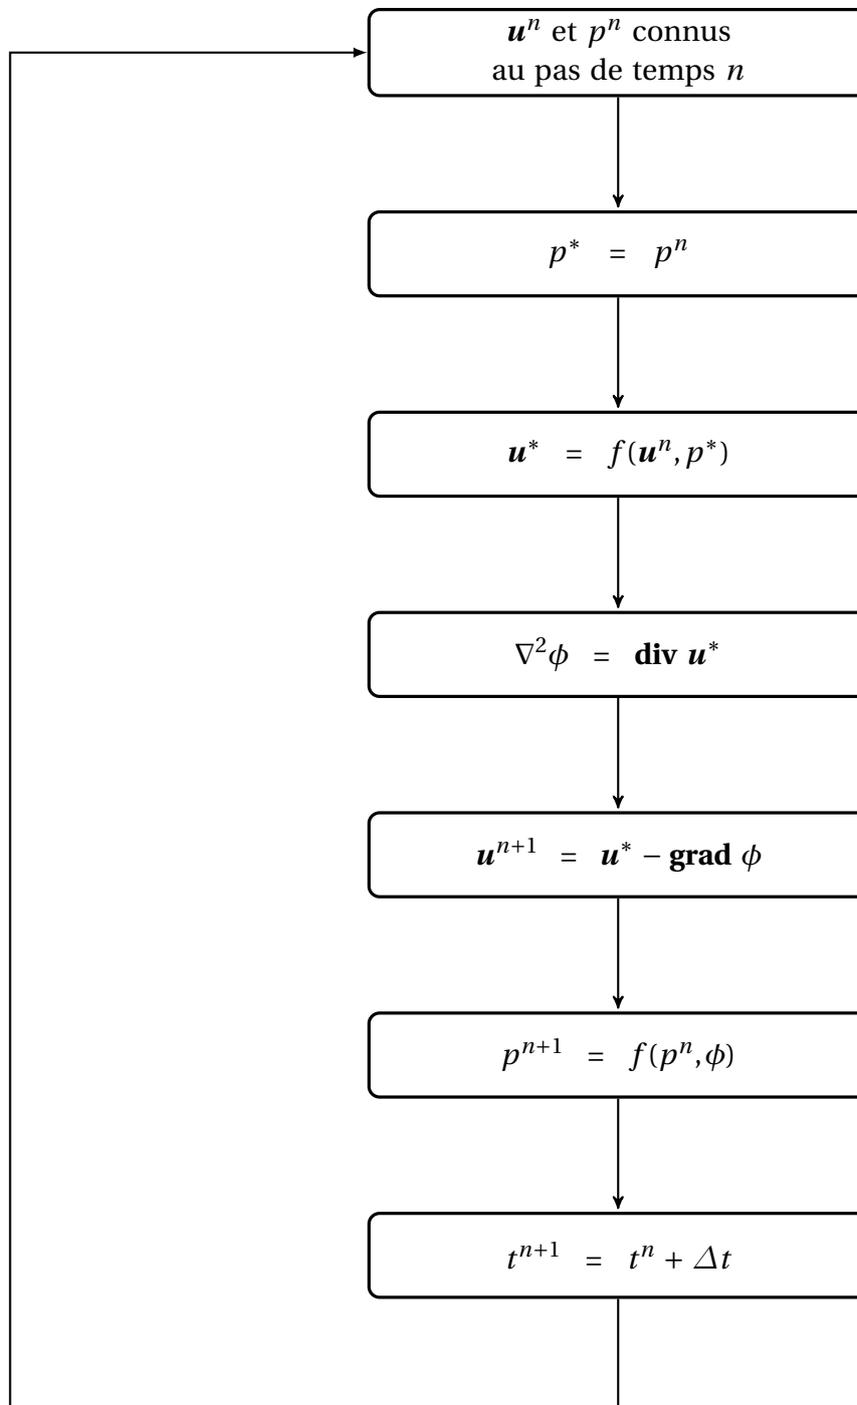 𝒖ⁿ et pⁿ connus
au pas de temps n
p* = pⁿ
𝒖* = f(𝒖ⁿ, p*)
∇²ϕ = div 𝒖*
𝒖ⁿ⁺¹ = 𝒖* − grad ϕ
pⁿ⁺¹ = f(pⁿ, ϕ)
tⁿ⁺¹ = tⁿ + Δt